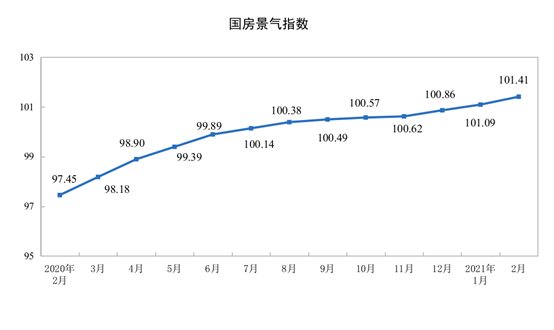 国房景气指数
103
101
99
97
95
97.45
98.18
98.90
99.39
99.89
100.14
100.38
100.49
100.57
100.62
100.86
101.09
101.41
2020年
2月
3月
4月
5月
6月
7月
8月
9月
10月
11月
12月
2021年
1月
2月